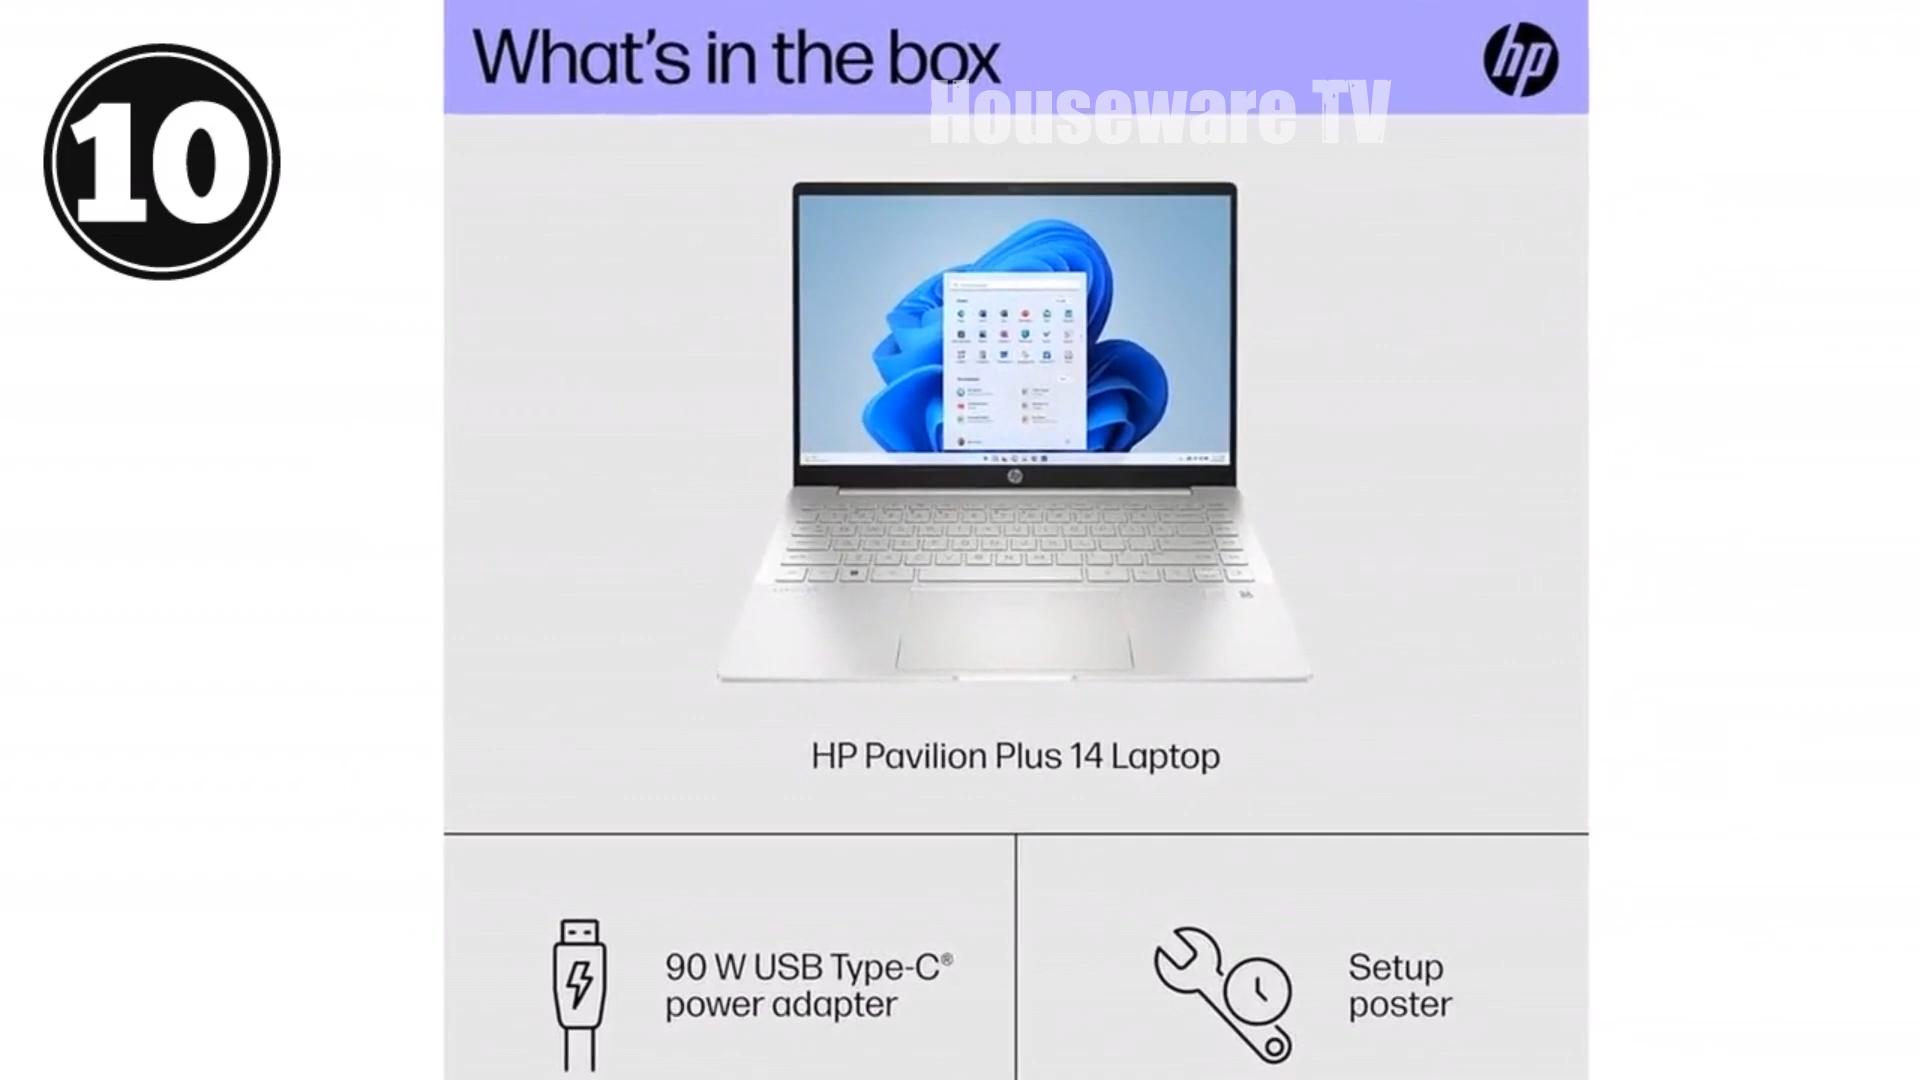 10
What's in the box
hp
Houseware TV
HP Pavilion Plus 14 Laptop
90 W USB Type-C®
power adapter
Setup
poster